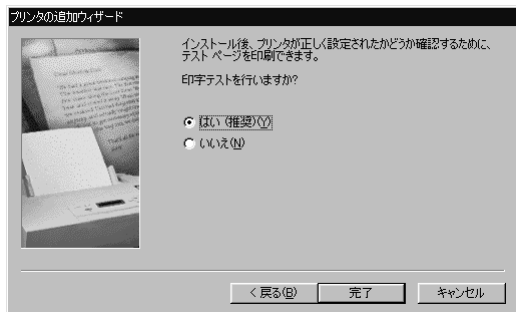 プリンタの追加ウィザード
インストール後、プリンタが正しく設定されたかどうか確認するために、
テスト ページを印刷できます。
印字テストを行いますか?
はい (推奨)(Y)
いいえ(N)
< 戻る(B)
完了
キャンセル